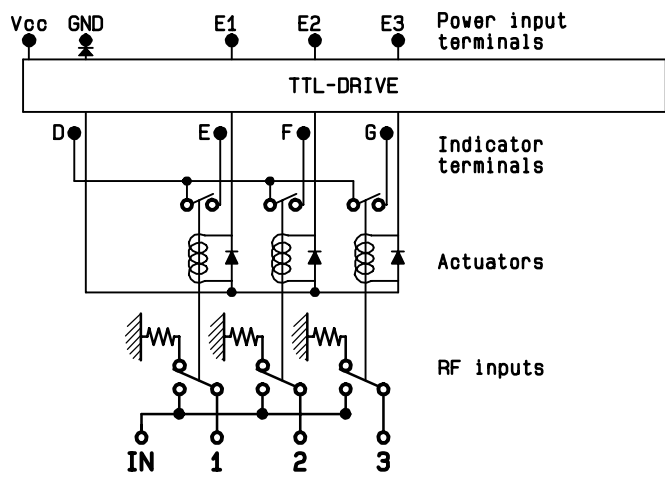 Vcc GND E1 E2 E3 Power input
terminals
TTL-DRIVE
D E F G Indicator
terminals
Actuators
RF inputs
IN 1 2 3